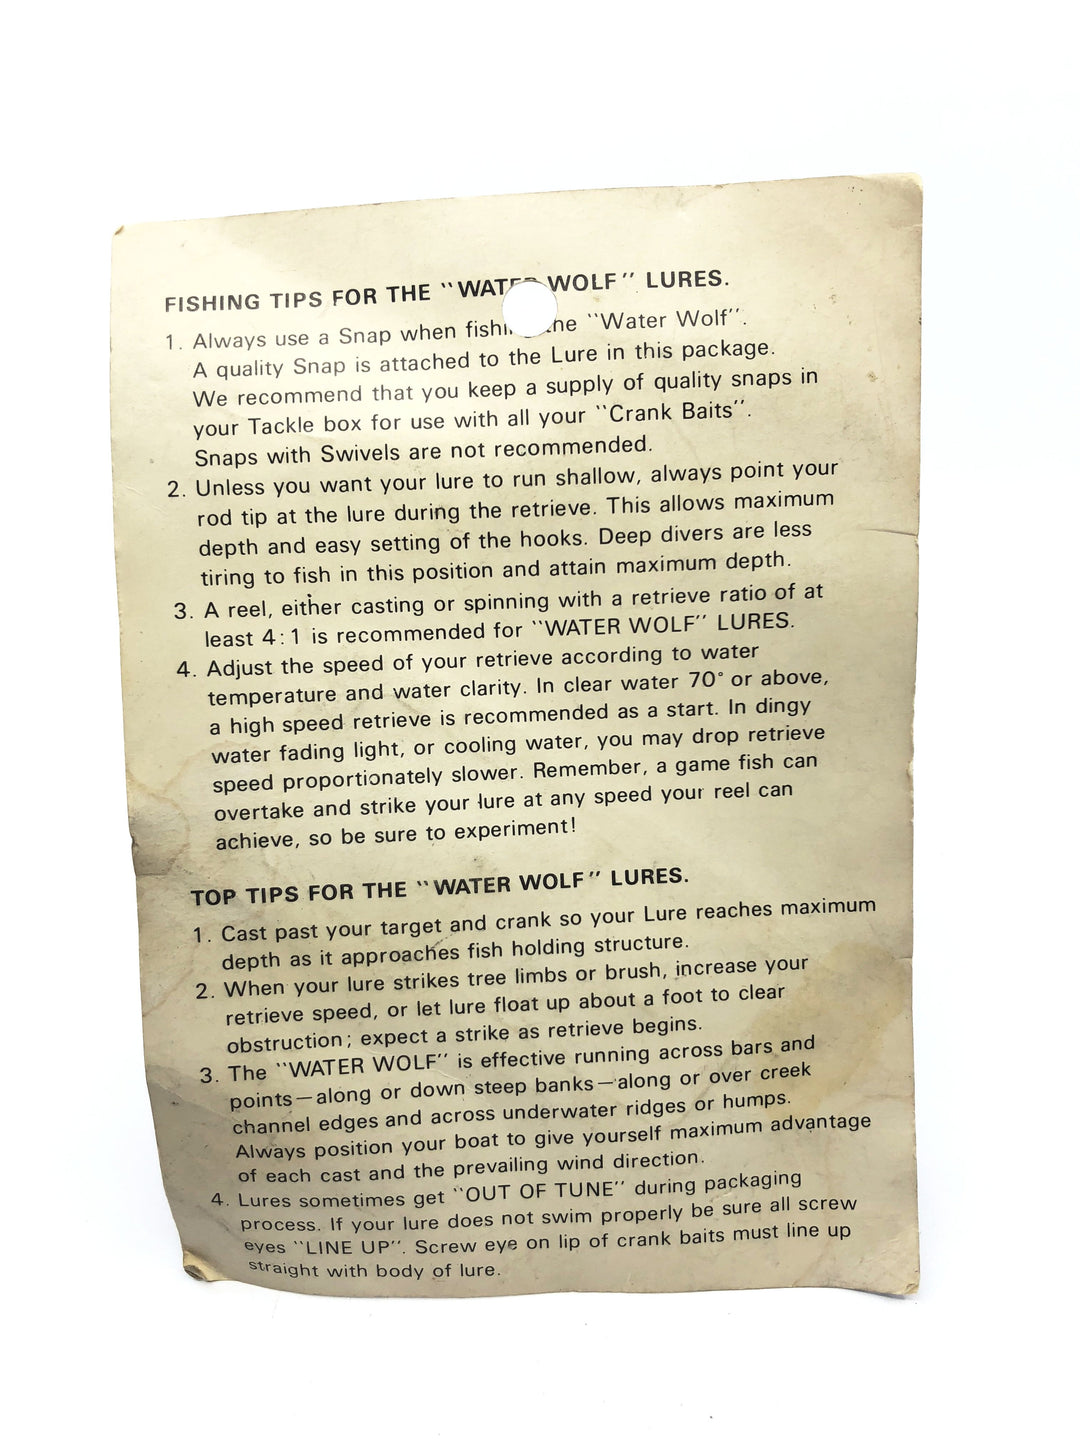 FISHING TIPS FOR THE "WATER WOLF" LURES.
1. Always use a Snap when fishing the "Water Wolf".
A quality Snap is attached to the Lure in this package.
We recommend that you keep a supply of quality snaps in
your Tackle box for use with all your "Crank Baits".
Snaps with Swivels are not recommended.
2. Unless you want your lure to run shallow, always point your
rod tip at the lure during the retrieve. This allows maximum
depth and easy setting of the hooks. Deep divers are less
tiring to fish in this position and attain maximum depth.
3. A reel, either casting or spinning with a retrieve ratio of at
least 4:1 is recommended for "WATER WOLF" LURES.
4. Adjust the speed of your retrieve according to water
temperature and water clarity. In clear water 70° or above,
a high speed retrieve is recommended as a start. In dingy
water fading light, or cooling water, you may drop retrieve
speed proportionately slower. Remember, a game fish can
overtake and strike your lure at any speed your reel can
achieve, so be sure to experiment!
TOP TIPS FOR THE "WATER WOLF" LURES.
1. Cast past your target and crank so your Lure reaches maximum
depth as it approaches fish holding structure.
2. When your lure strikes tree limbs or brush, increase your
retrieve speed, or let lure float up about a foot to clear
obstruction; expect a strike as retrieve begins.
3. The "WATER WOLF" is effective running across bars and
points—along or down steep banks—along or over creek
channel edges and across underwater ridges or humps.
Always position your boat to give yourself maximum advantage
of each cast and the prevailing wind direction.
4. Lures sometimes get "OUT OF TUNE" during packaging
process. If your lure does not swim properly be sure all screw
eyes "LINE UP". Screw eye on lip of crank baits must line up
straight with body of lure.